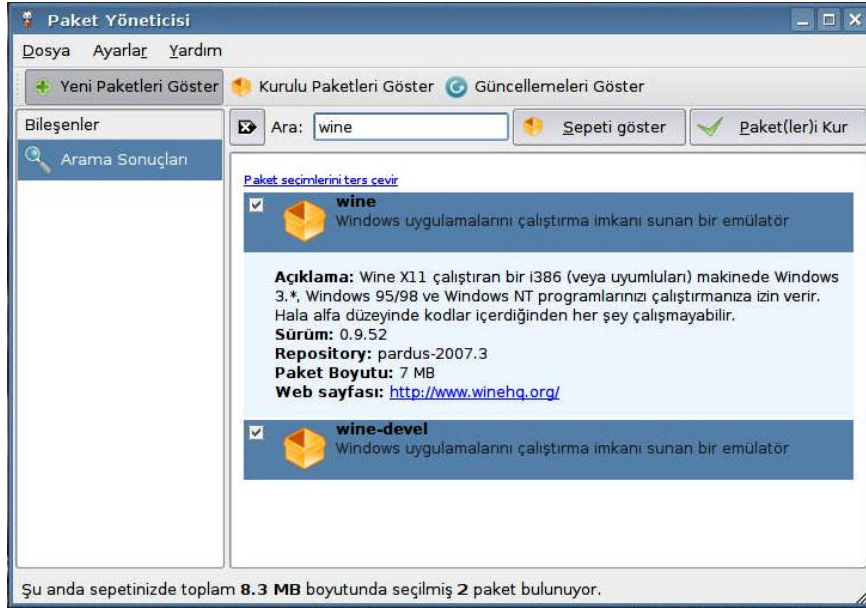 Paket Yöneticisi
Dosya Ayarlar Yardım
Yeni Paketleri Göster Kurulu Paketleri Göster Güncellemeleri Göster
Bileşenler
Ara: wine Sepeti göster Paket(ler)i Kur
Arama Sonuçları
Paket seçimlerini ters çevir
wine
Windows uygulamalarını çalıştırma imkanı sunan bir emülatör
Açıklama: Wine X11 çalıştıran bir i386 (veya uyumluları) makinede Windows
3.*, Windows 95/98 ve Windows NT programlarınızı çalıştırmanıza izin verir.
Hala alfa düzeyinde kodlar içerdiğinden her şey çalışmayabilir.
Sürüm: 0.9.52
Repository: pardus-2007.3
Paket Boyutu: 7 MB
Web sayfası: http://www.winehq.org/
wine-devel
Windows uygulamalarını çalıştırma imkanı sunan bir emülatör
Şu anda sepetinizde toplam 8.3 MB boyutunda seçilmiş 2 paket bulunuyor.